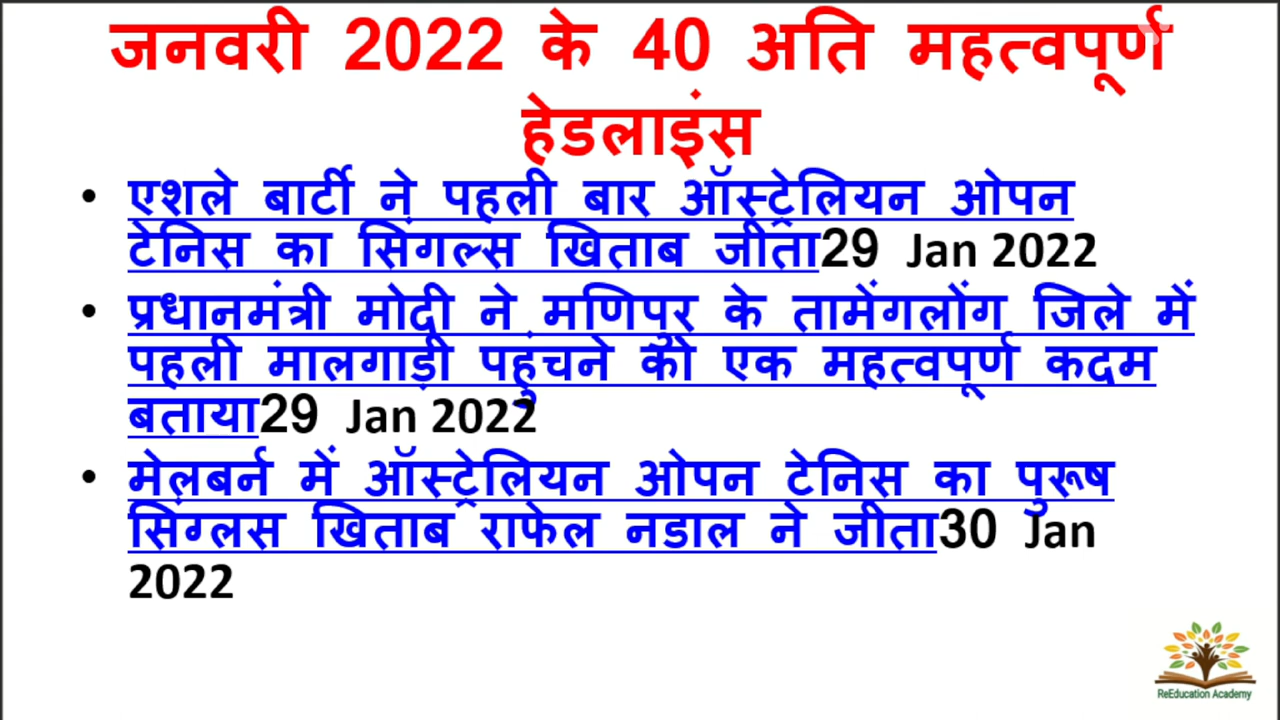 जनवरी 2022 के 40 अति महत्वपूर्ण
हेडलाइंस
• एशले बार्टी ने पहली बार ऑस्ट्रेलियन ओपन
टेनिस का सिंगल्स खिताब जीता29 Jan 2022
• प्रधानमंत्री मोदी ने मणिपुर के तामेंगलोंग जिले में
पहली मालगाड़ी पहुंचने को एक महत्वपूर्ण कदम
बताया29 Jan 2022
• मेलबर्न में ऑस्ट्रेलियन ओपन टेनिस का पुरूष
सिंग्लस खिताब राफेल नडाल ने जीता30 Jan
2022
ReEducation Academy